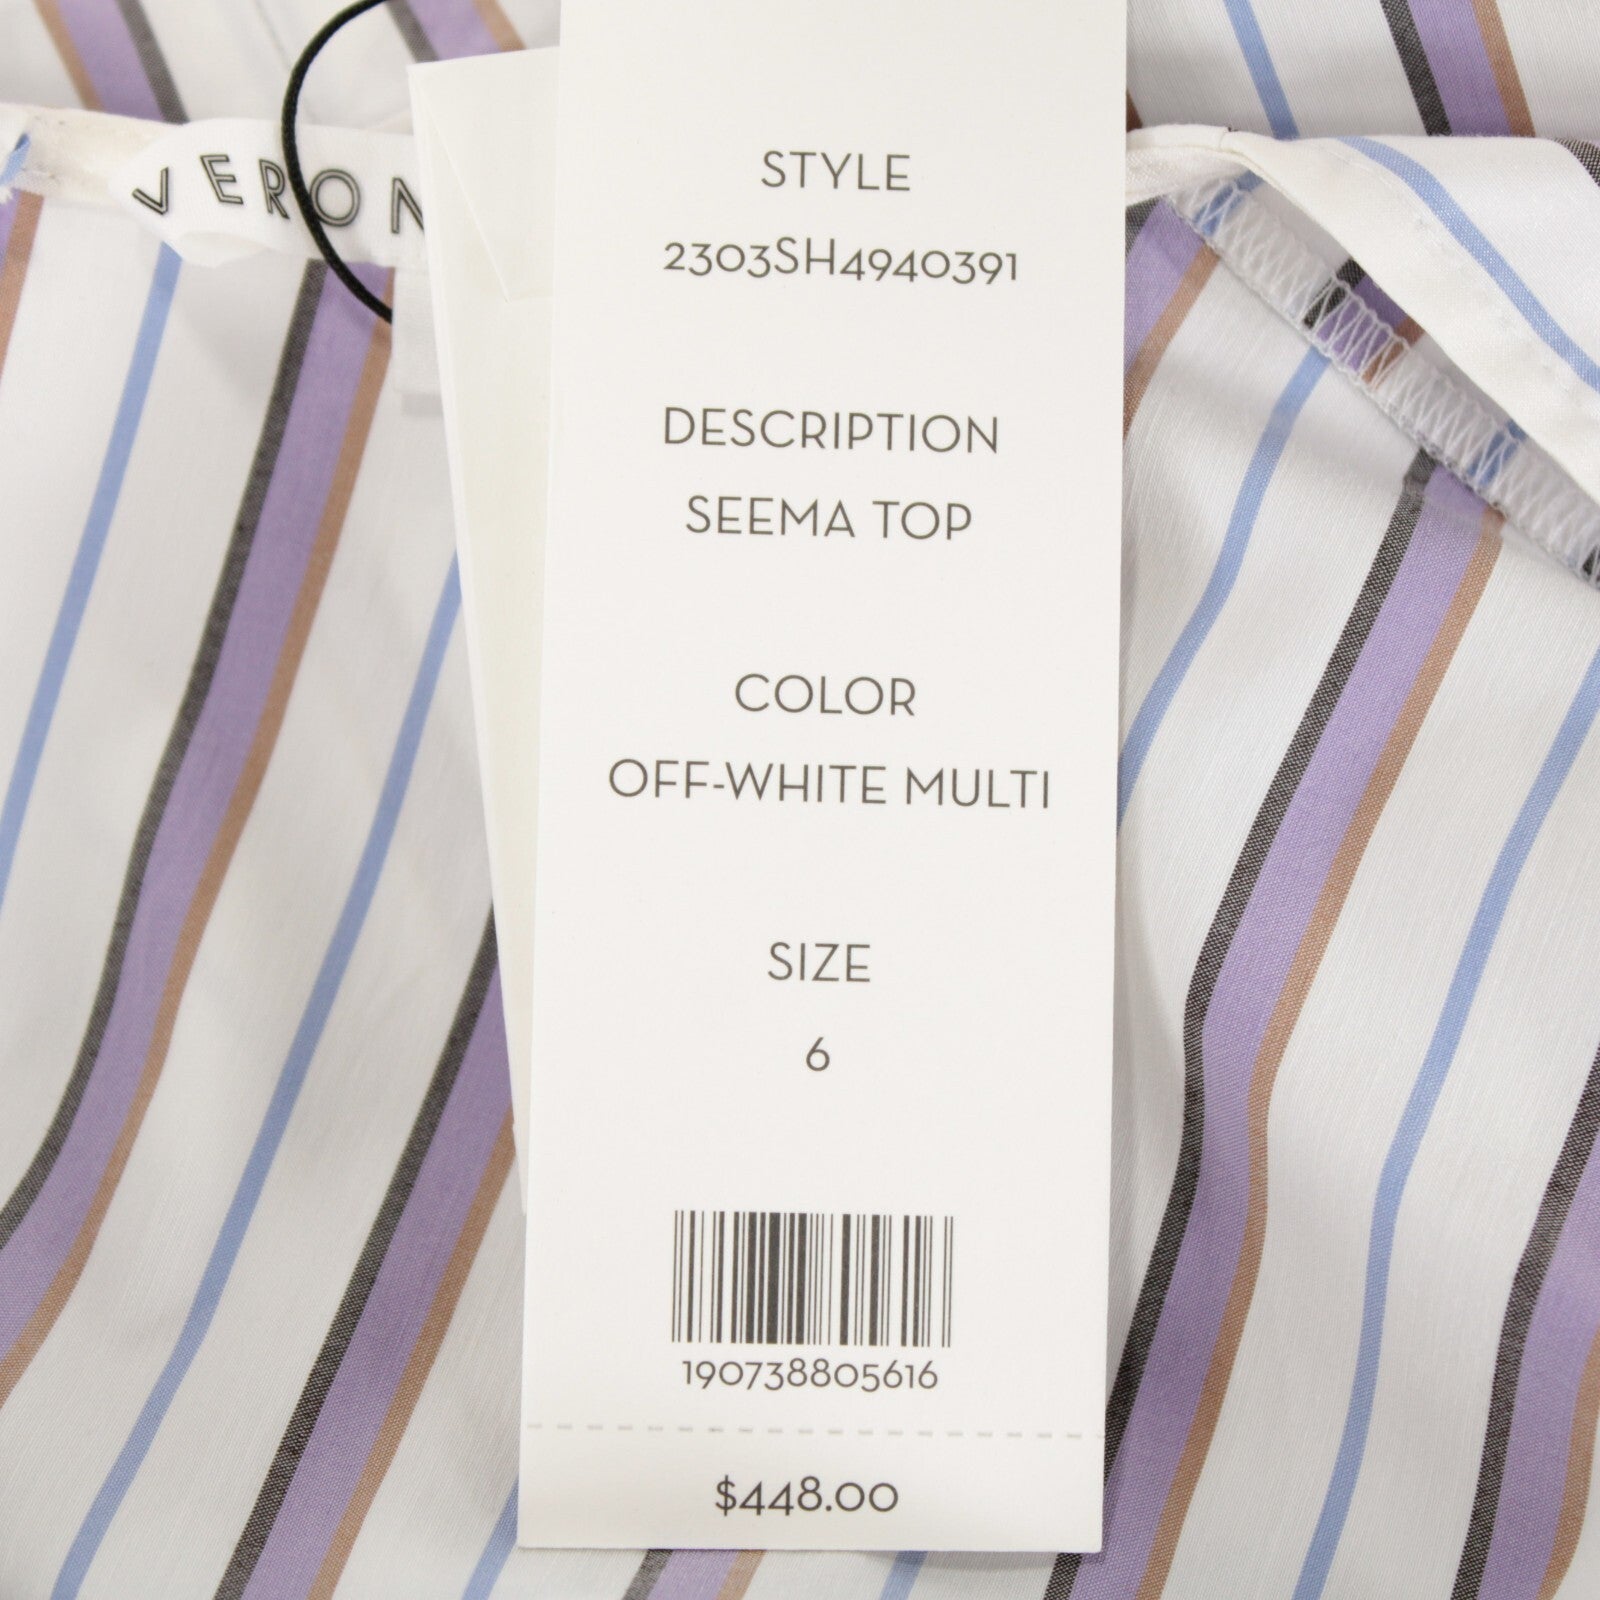 VERON
STYLE
2303SH4940391
DESCRIPTION
SEEMA TOP
COLOR
OFF-WHITE MULTI
SIZE
6
190738805616
$448.00